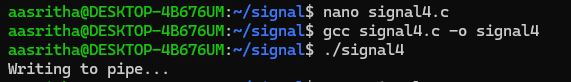 aasritha@DESKTOP-4B676UM:~/signal$ nano signal4.c
aasritha@DESKTOP-4B676UM:~/signal$ gcc signal4.c -o signal4
aasritha@DESKTOP-4B676UM:~/signal$ ./signal4
Writing to pipe...